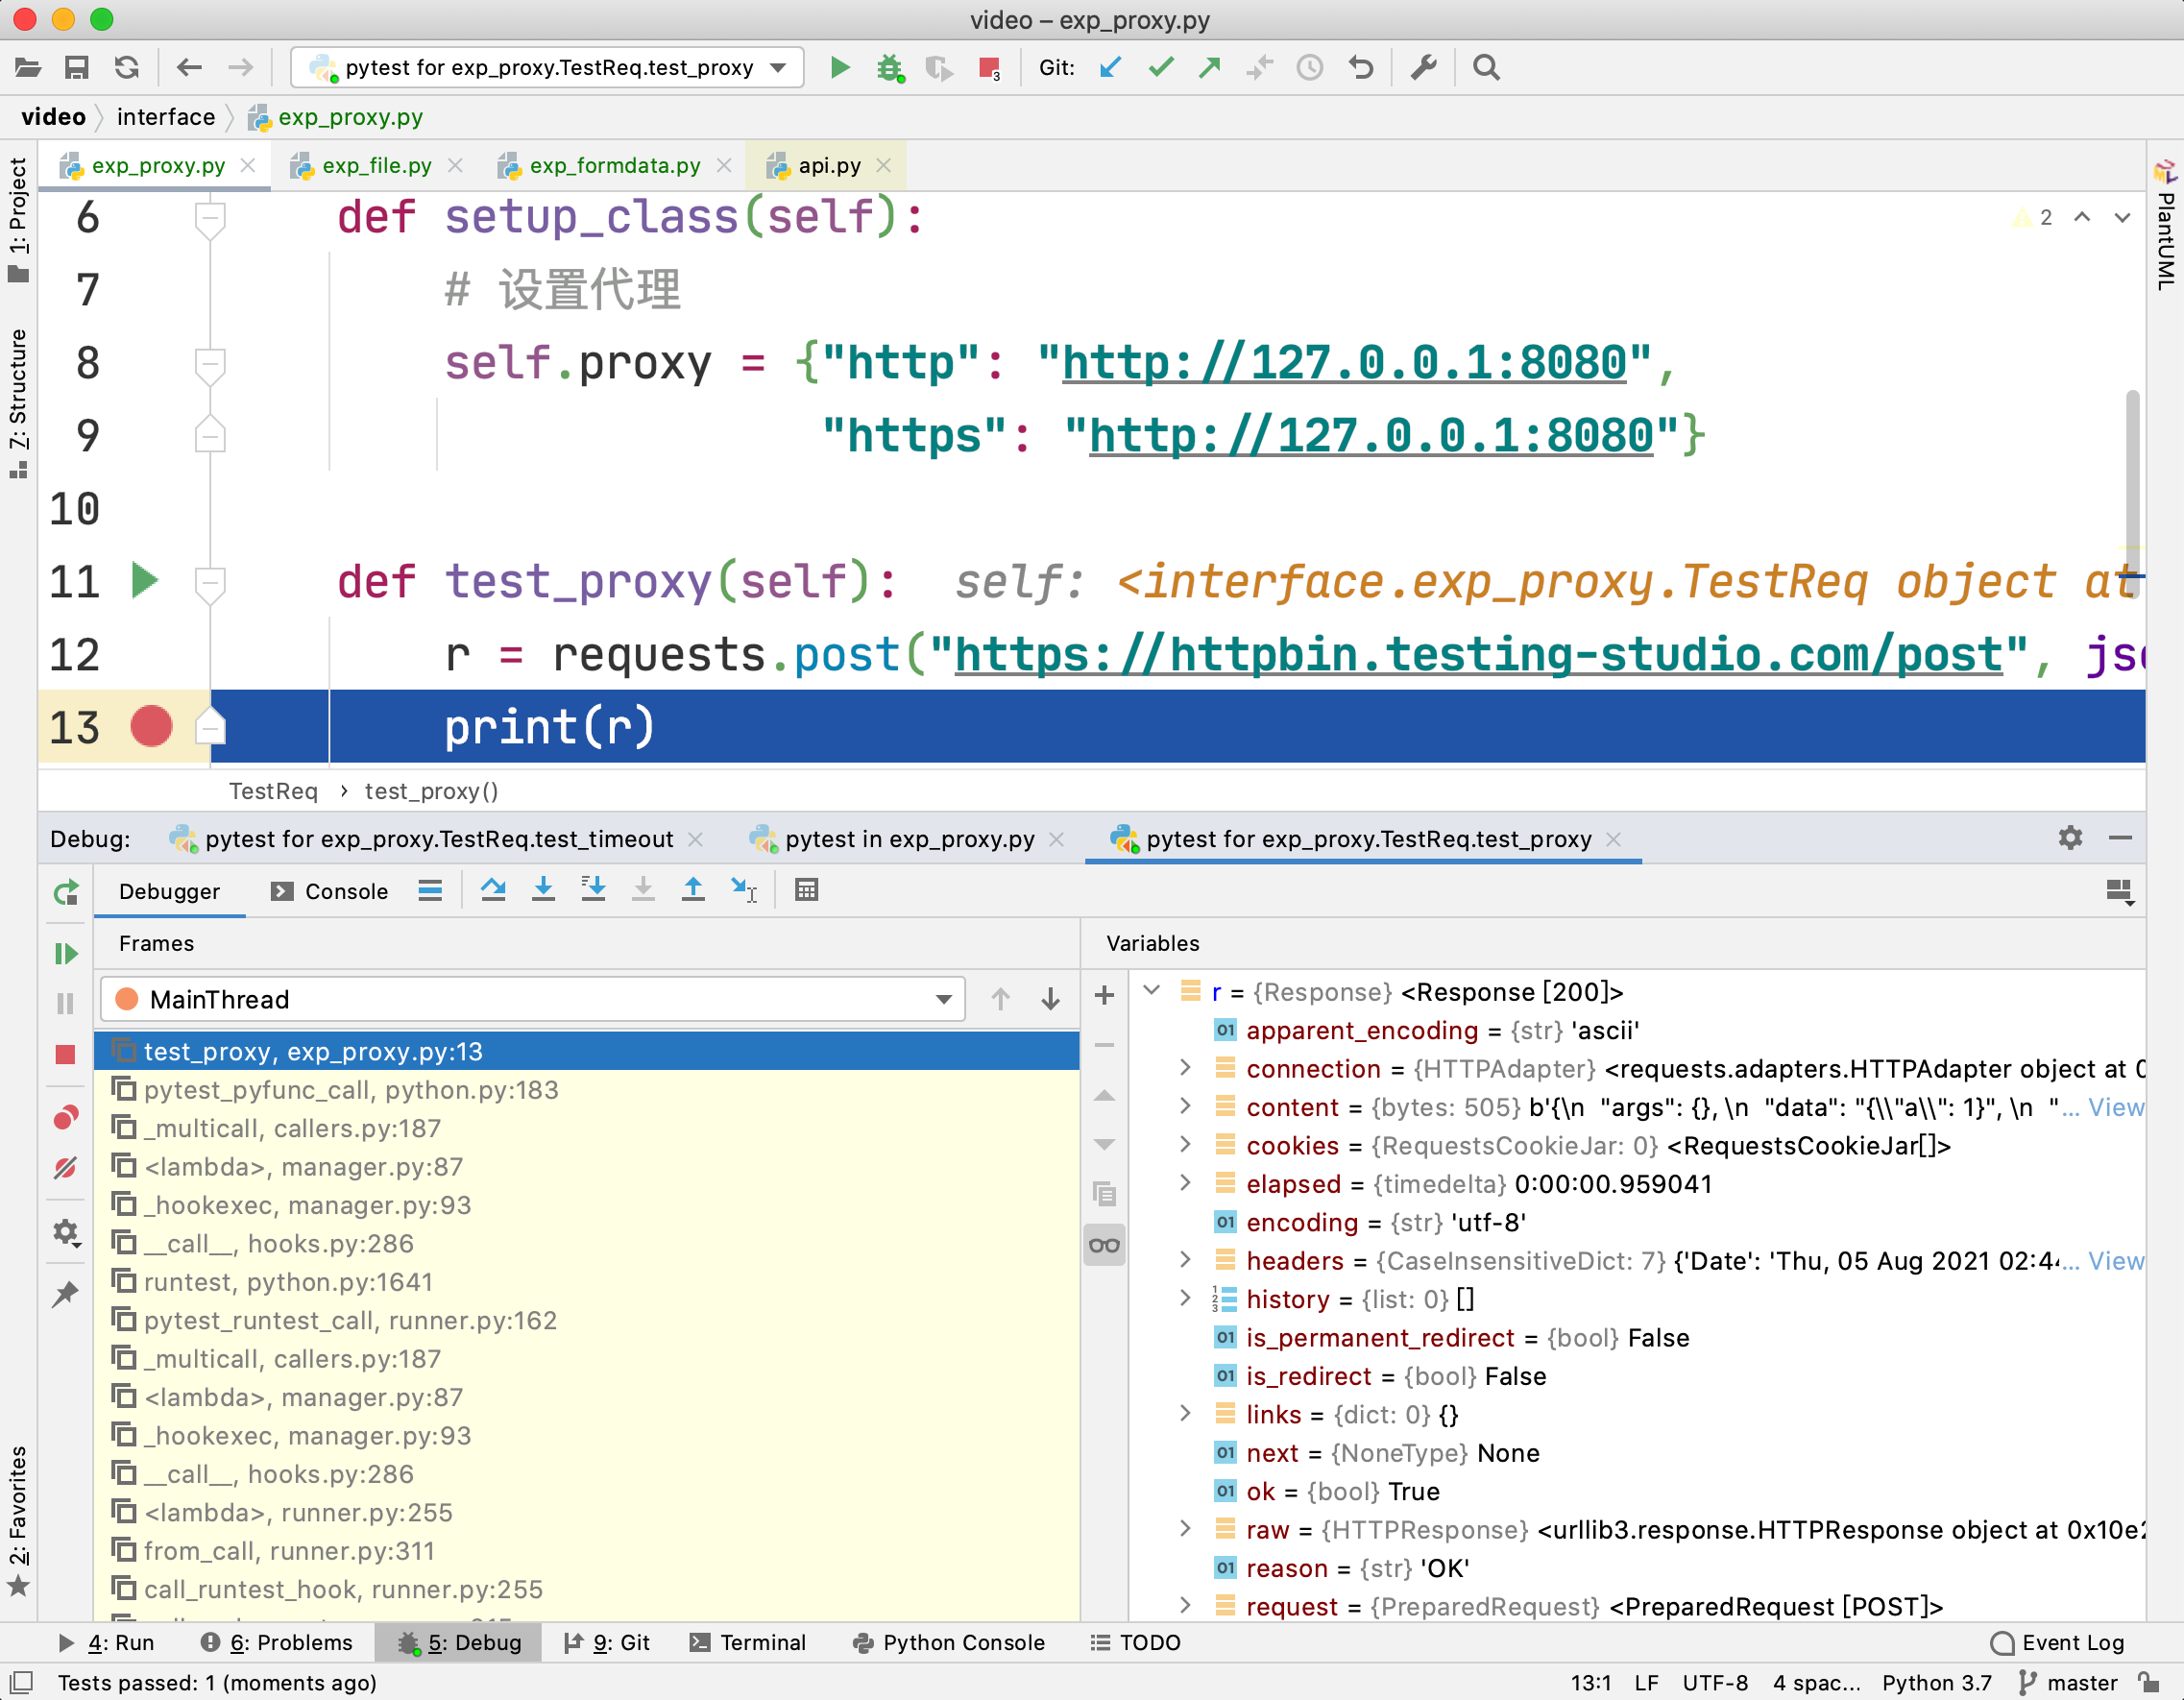 video – exp_proxy.py
pytest for exp_proxy.TestReq.test_proxy
3
Git:
video
interface
exp_proxy.py
1: Project
7: Structure
2: Favorites
PlantUML
exp_proxy.py
exp_file.py
exp_formdata.py
api.py
2
6 def setup_class(self):
7 # 设置代理
8 self.proxy = {"http": "http://127.0.0.1:8080",
9 "https": "http://127.0.0.1:8080"}
10
11 def test_proxy(self): self: <interface.exp_proxy.TestReq object at
12 r = requests.post("https://httpbin.testing-studio.com/post", js
13 print(r)
TestReq › test_proxy()
Debug:
pytest for exp_proxy.TestReq.test_timeout
pytest in exp_proxy.py
pytest for exp_proxy.TestReq.test_proxy
Debugger
Console
Frames
MainThread
test_proxy, exp_proxy.py:13
pytest_pyfunc_call, python.py:183
_multicall, callers.py:187
<lambda>, manager.py:87
_hookexec, manager.py:93
__call__, hooks.py:286
runtest, python.py:1641
pytest_runtest_call, runner.py:162
_multicall, callers.py:187
<lambda>, manager.py:87
_hookexec, manager.py:93
__call__, hooks.py:286
<lambda>, runner.py:255
from_call, runner.py:311
call_runtest_hook, runner.py:255
Variables
r = {Response} <Response [200]>
apparent_encoding = {str} 'ascii'
connection = {HTTPAdapter} <requests.adapters.HTTPAdapter object at 0
content = {bytes: 505} b'{\n "args": {}, \n "data": "{\\"a\\": 1}", \n "... View
cookies = {RequestsCookieJar: 0} <RequestsCookieJar[]>
elapsed = {timedelta} 0:00:00.959041
encoding = {str} 'utf-8'
headers = {CaseInsensitiveDict: 7} {'Date': 'Thu, 05 Aug 2021 02:4... View
history = {list: 0} []
is_permanent_redirect = {bool} False
is_redirect = {bool} False
links = {dict: 0} {}
next = {NoneType} None
ok = {bool} True
raw = {HTTPResponse} <urllib3.response.HTTPResponse object at 0x10e
reason = {str} 'OK'
request = {PreparedRequest} <PreparedRequest [POST]>
4: Run
6: Problems
5: Debug
9: Git
Terminal
Python Console
TODO
Event Log
Tests passed: 1 (moments ago)
13:1 LF UTF-8 4 spac... Python 3.7 master